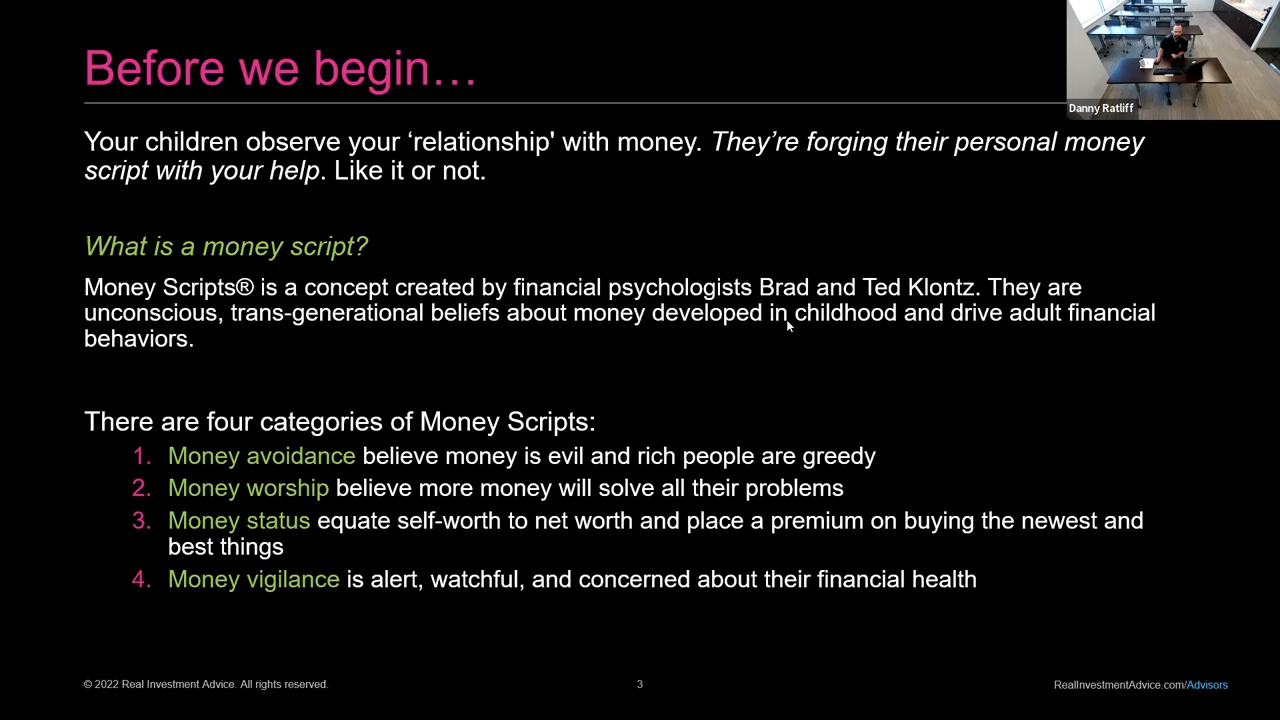 Before we begin…
Danny Ratliff
Your children observe your ‘relationship' with money. They’re forging their personal money
script with your help. Like it or not.
What is a money script?
Money Scripts® is a concept created by financial psychologists Brad and Ted Klontz. They are
unconscious, trans-generational beliefs about money developed in childhood and drive adult financial
behaviors.
There are four categories of Money Scripts:
1. Money avoidance believe money is evil and rich people are greedy
2. Money worship believe more money will solve all their problems
3. Money status equate self-worth to net worth and place a premium on buying the newest and
best things
4. Money vigilance is alert, watchful, and concerned about their financial health
© 2022 Real Investment Advice. All rights reserved.
3
RealInvestmentAdvice.com/Advisors